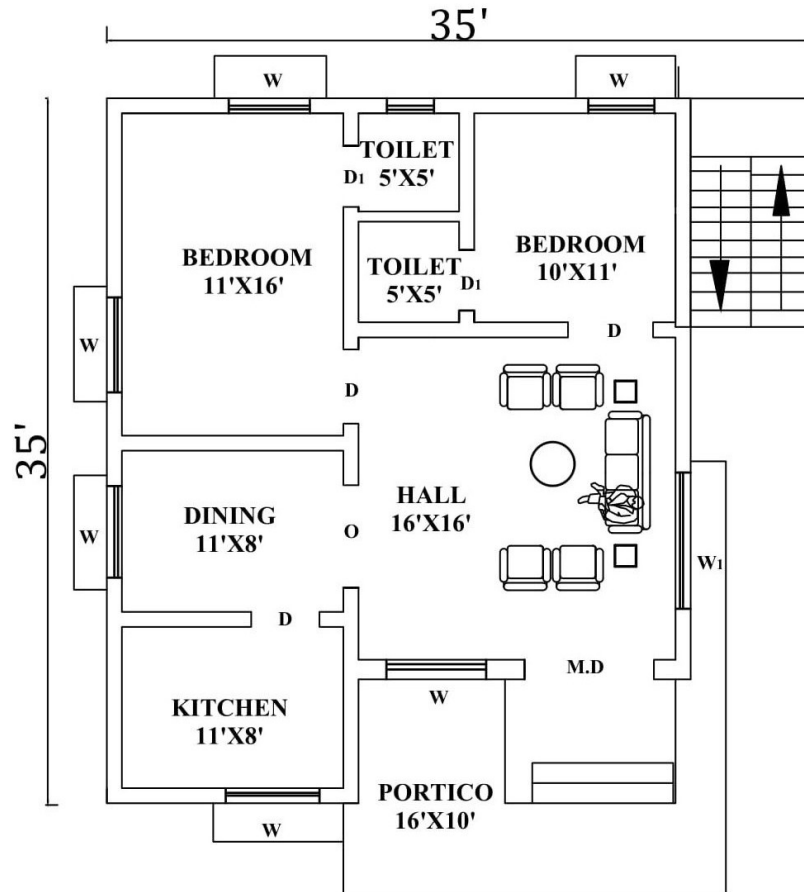 35'
W
W
TOILET
5'X5'
D1
BEDROOM
11'X16'
BEDROOM
10'X11'
TOILET
5'X5'
D1
D
W
D
35'
HALL
16'X16'
DINING
11'X8'
O
W
W1
D
M.D
W
KITCHEN
11'X8'
PORTICO
16'X10'
W